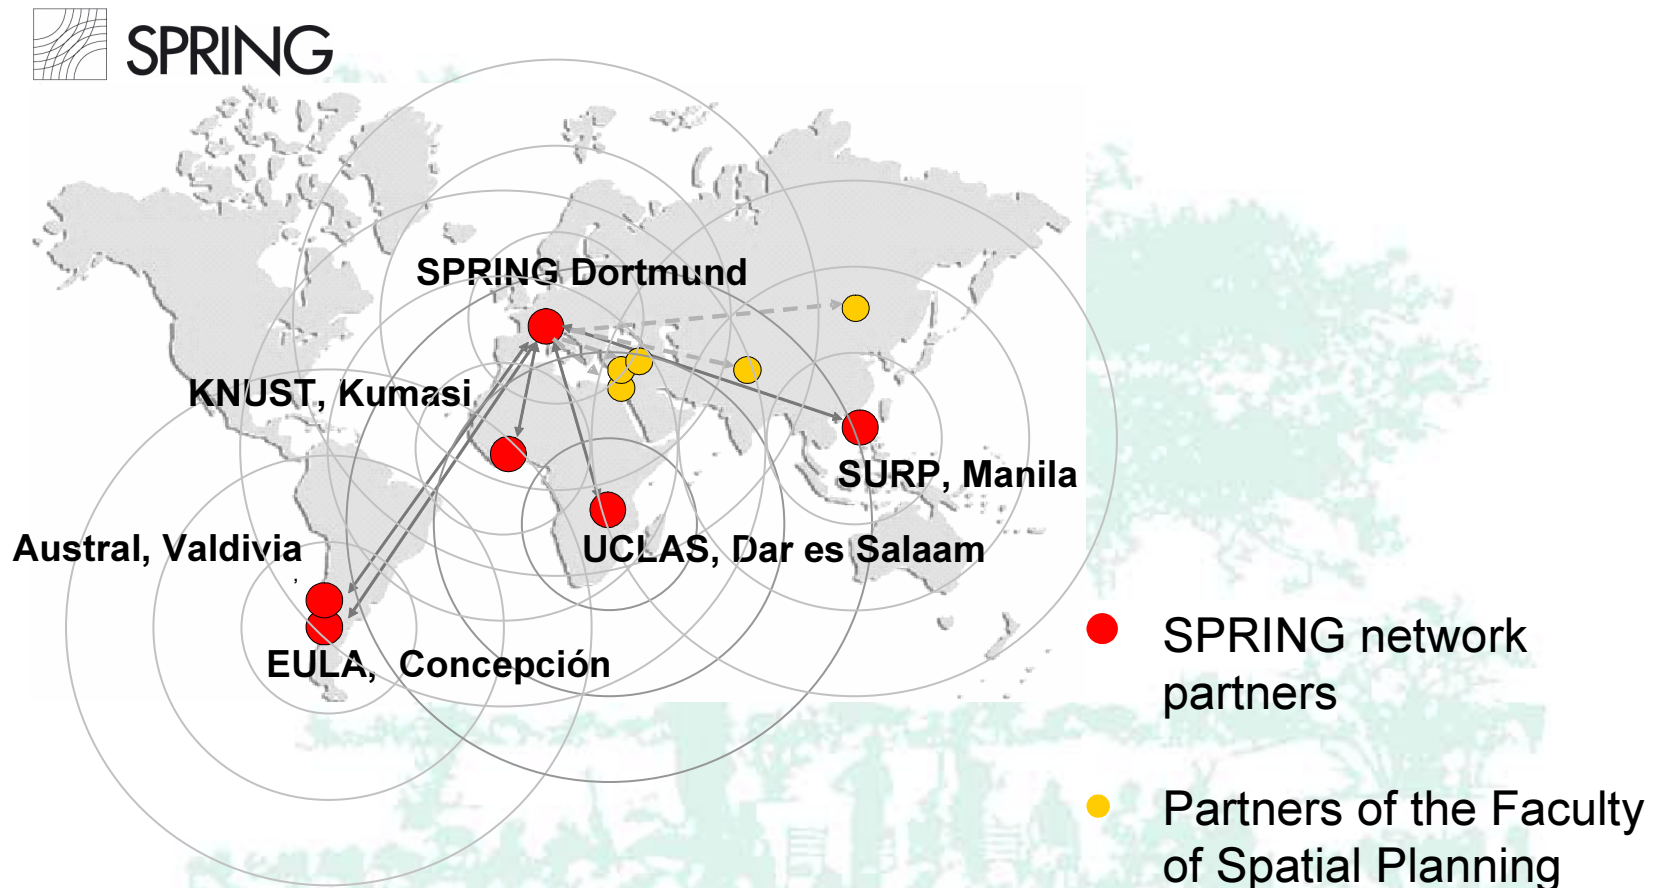 SPRING
SPRING Dortmund
KNUST, Kumasi
SURP, Manila
Austral, Valdivia
,
UCLAS, Dar es Salaam
EULA, Concepción
SPRING network
partners
Partners of the Faculty
of Spatial Planning